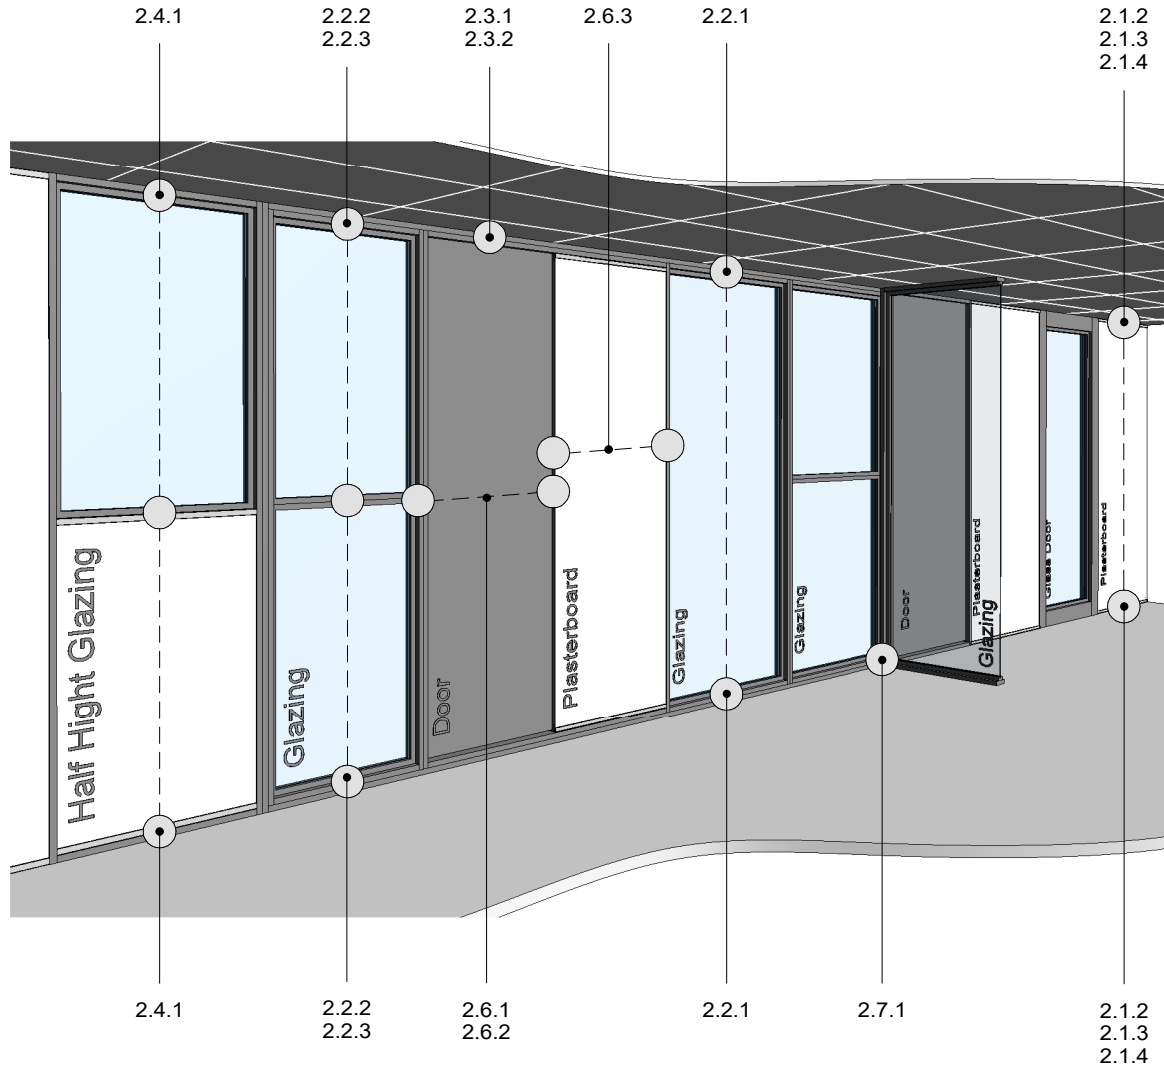 2.4.1
2.2.2
2.2.3
2.3.1
2.3.2
2.6.3
2.2.1
2.1.2
2.1.3
2.1.4
Half Hight Glazing
Glazing
Door
Plasterboard
Glazing
Glazing
Door
Plasterboard
Glazing
Glass Door
Plasterboard
2.4.1
2.2.2
2.2.3
2.6.1
2.6.2
2.2.1
2.7.1
2.1.2
2.1.3
2.1.4